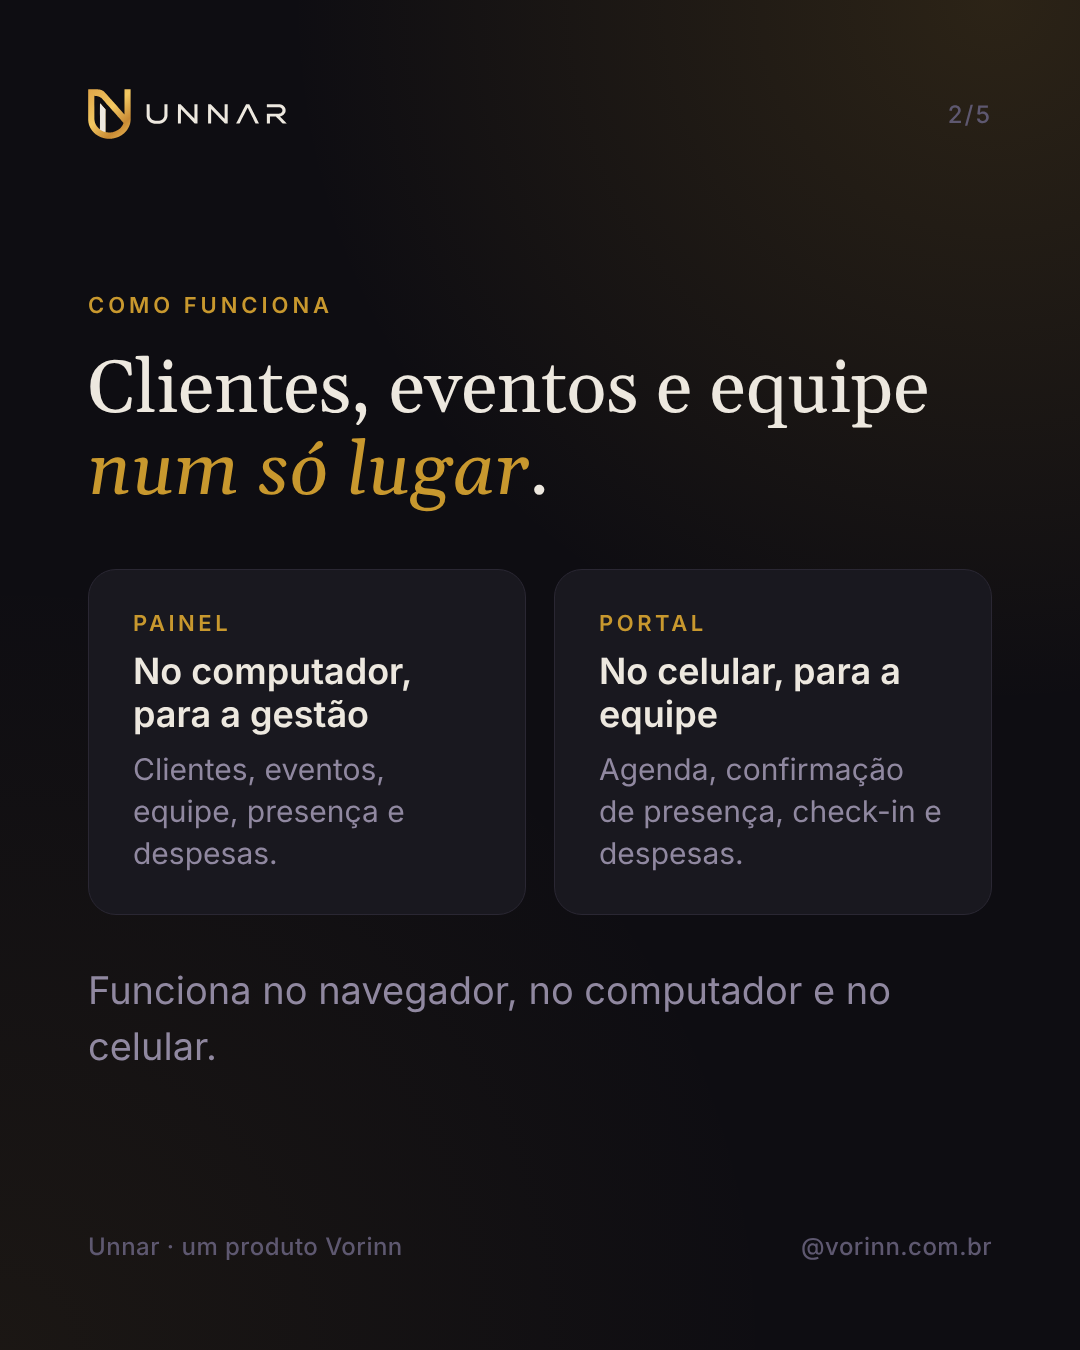 UNNAR
2/5
COMO FUNCIONA
Clientes, eventos e equipe
num só lugar.
PAINEL
No computador,
para a gestão
Clientes, eventos,
equipe, presença e
despesas.
PORTAL
No celular, para a
equipe
Agenda, confirmação
de presença, check-in e
despesas.
Funciona no navegador, no computador e no
celular.
Unnar · um produto Vorinn
@vorinn.com.br